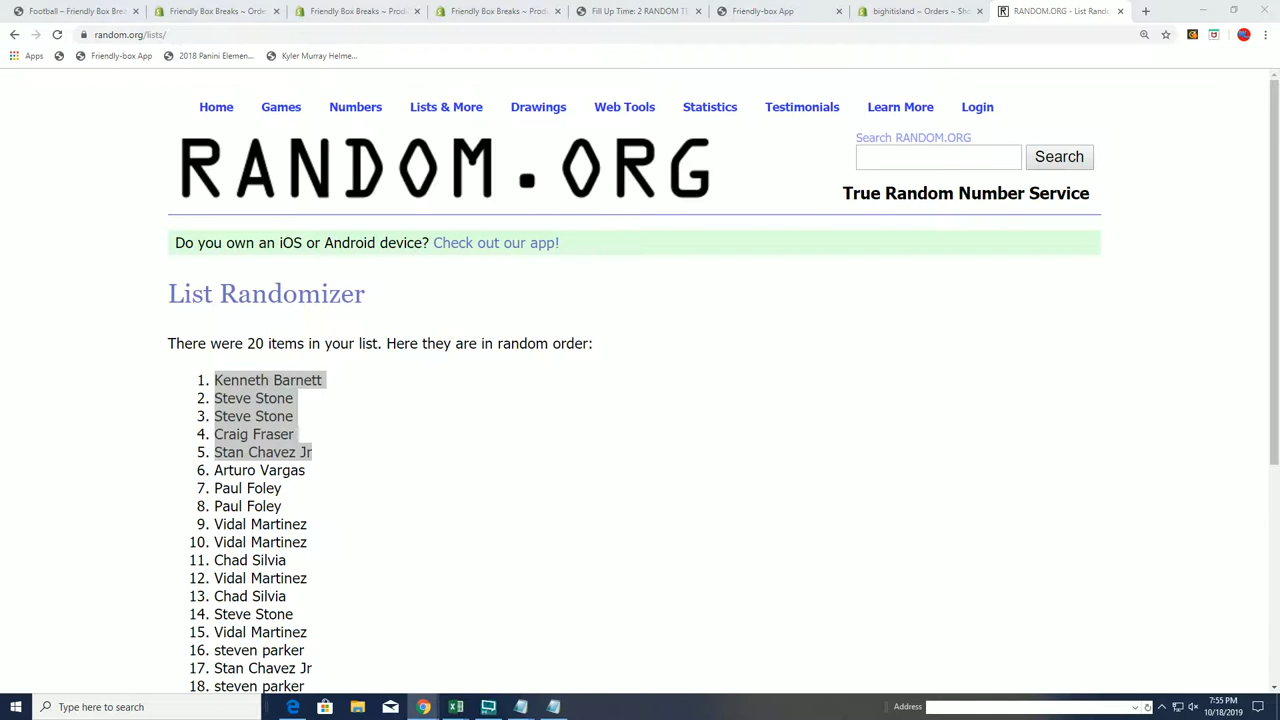 Football – Friendly Box Bre
Friendly Box Breaks ~ Orde
Friendly Box Breaks ~ Produ
Friendly Box Breaks ~ Produ
Fill Up Time: 2 RANDOM T
Friendly-box App
bighitisland ~ Orders ~ Sh
RANDOM.ORG - List Rand
random.org/lists/
Apps
Friendly-box App
2018 Panini Elemen...
Kyler Murray Helme...
Home Games Numbers Lists & More Drawings Web Tools Statistics Testimonials Learn More Login
RANDOM.ORG
Search RANDOM.ORG
Search
True Random Number Service
Do you own an iOS or Android device? Check out our app!
List Randomizer
There were 20 items in your list. Here they are in random order:
1. Kenneth Barnett
2. Steve Stone
3. Steve Stone
4. Craig Fraser
5. Stan Chavez Jr
6. Arturo Vargas
7. Paul Foley
8. Paul Foley
9. Vidal Martinez
10. Vidal Martinez
11. Chad Silvia
12. Vidal Martinez
13. Chad Silvia
14. Steve Stone
15. Vidal Martinez
16. steven parker
17. Stan Chavez Jr
18. steven parker
Type here to search
Address
7:55 PM
10/18/2019